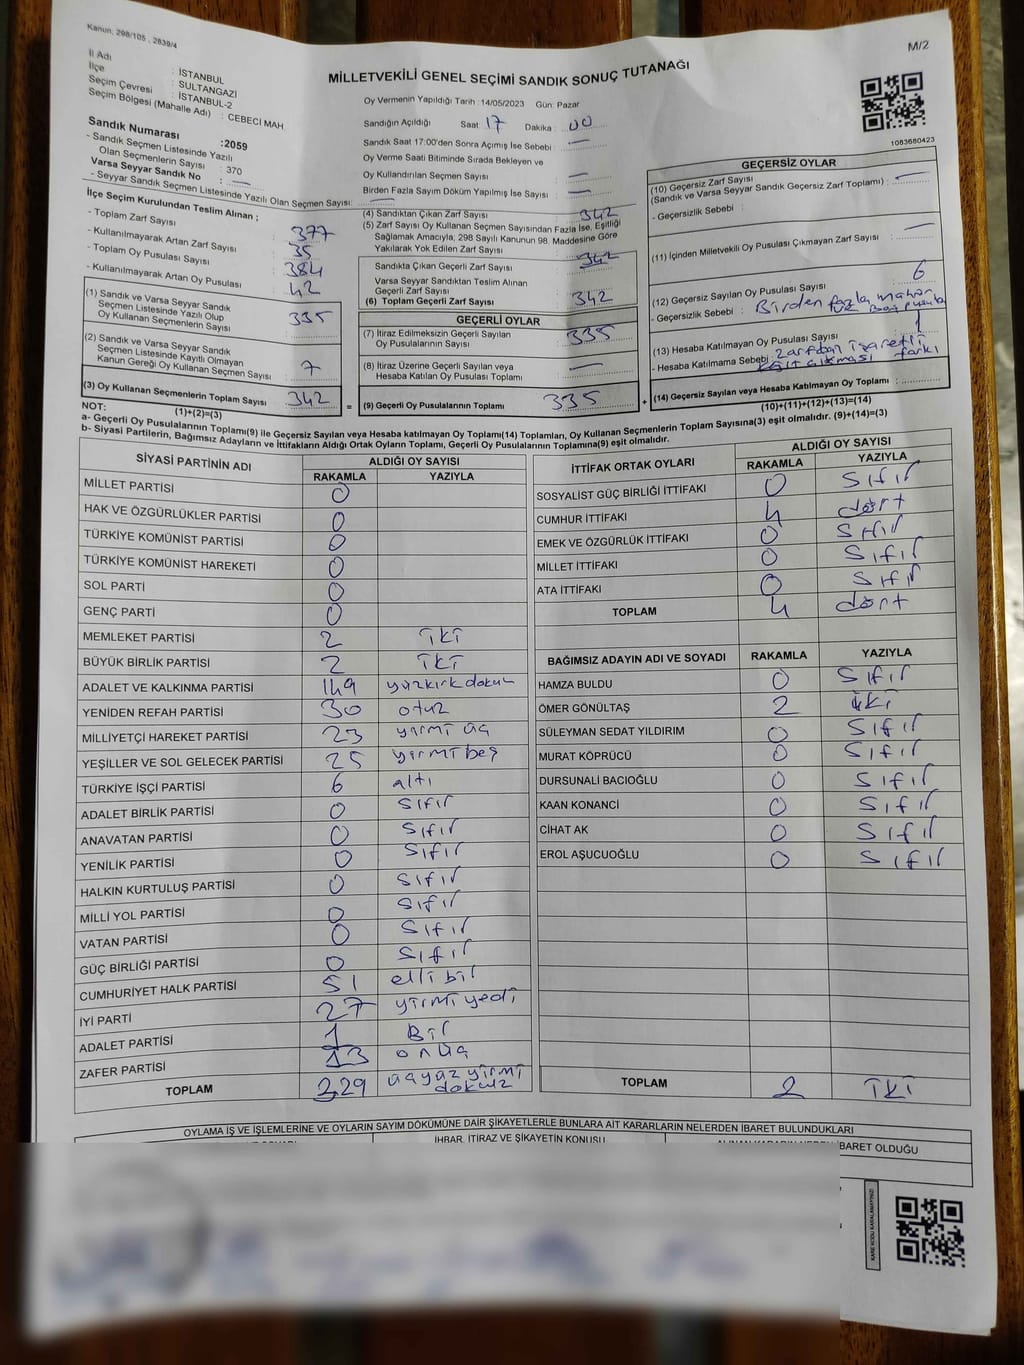 Kanun: 298/105 , 2839/4
M/2
MİLLETVEKİLİ GENEL SEÇİMİ SANDIK SONUÇ TUTANAĞI
İl Adı : İSTANBUL
İlçe : SULTANGAZİ
Seçim Çevresi : İSTANBUL-2
Seçim Bölgesi (Mahalle Adı) : CEBECİ MAH.
Sandık Numarası :2059
- Sandık Seçmen Listesinde Yazılı
Olan Seçmenlerin Sayısı : 370
Varsa Seyyar Sandık No : —
- Seyyar Sandık Seçmen Listesinde Yazılı Olan Seçmen Sayısı: —
İlçe Seçim Kurulundan Teslim Alınan ;
- Toplam Zarf Sayısı : 377
- Kullanılmayarak Artan Zarf Sayısı : 35
- Toplam Oy Pusulası Sayısı : 384
- Kullanılmayarak Artan Oy Pusulası : 42
(1) Sandık ve Varsa Seyyar Sandık
Seçmen Listesinde Yazılı Olup
Oy Kullanan Seçmenlerin Sayısı : 335
(2) Sandık ve Varsa Seyyar Sandık
Seçmen Listesinde Kayıtlı Olmayan
Kanun Gereği Oy Kullanan Seçmen Sayısı : 7
(3) Oy Kullanan Seçmenlerin Toplam Sayısı : 342
(1)+(2)=(3)
Oy Vermenin Yapıldığı Tarih : 14/05/2023 Gün: Pazar
Sandığın Açıldığı Saat: 17 Dakika : 00
Sandık Saat 17:00'den Sonra Açılmış İse Sebebi : —
Oy Verme Saati Bitiminde Sırada Bekleyen ve
Oy Kullandırılan Seçmen Sayısı : —
Birden Fazla Sayım Döküm Yapılmış İse Sayısı : —
(4) Sandıktan Çıkan Zarf Sayısı : 342
(5) Zarf Sayısı Oy Kullanan Seçmen Sayısından Fazla İse, Eşitliği
Sağlamak Amacıyla, 298 Sayılı Kanunun 98. Maddesine Göre
Yakılarak Yok Edilen Zarf Sayısı :
Sandıkta Çıkan Geçerli Zarf Sayısı : 342
Varsa Seyyar Sandıktan Teslim Alınan
Geçerli Zarf Sayısı :
(6) Toplam Geçerli Zarf Sayısı : 342
GEÇERLİ OYLAR
(7) İtiraz Edilmeksizin Geçerli Sayılan
Oy Pusulalarının Sayısı : 335
(8) İtiraz Üzerine Geçerli Sayılan veya
Hesaba Katılan Oy Pusulası Toplamı : —
= (9) Geçerli Oy Pusulalarının Toplamı : 335 +
1083680423
GEÇERSİZ OYLAR
(10) Geçersiz Zarf Sayısı
(Sandık ve Varsa Seyyar Sandık Geçersiz Zarf Toplamı) : —
- Geçersizlik Sebebi :
(11) İçinden Milletvekili Oy Pusulası Çıkmayan Zarf Sayısı : —
(12) Geçersiz Sayılan Oy Pusulası Sayısı : 6
- Geçersizlik Sebebi : Birden fazla mühür
(13) Hesaba Katılmayan Oy Pusulası Sayısı : 1
- Hesaba Katılmama Sebebi : Zarftan işaretli farklı
kağıt çıkması
(14) Geçersiz Sayılan veya Hesaba Katılmayan Oy Toplamı :
(10)+(11)+(12)+(13)=(14)
NOT:
a- Geçerli Oy Pusulalarının Toplamı(9) ile Geçersiz Sayılan veya Hesaba katılmayan Oy Toplamı(14) Toplamları, Oy Kullanan Seçmenlerin Toplam Sayısına(3) eşit olmalıdır. (9)+(14)=(3)
b- Siyasi Partilerin, Bağımsız Adayların ve İttifakların Aldığı Ortak Oyların Toplamı, Geçerli Oy Pusulalarının Toplamına(9) eşit olmalıdır.
SİYASİ PARTİNİN ADI ALDIĞI OY SAYISI
RAKAMLA YAZIYLA
MİLLET PARTİSİ 0
HAK VE ÖZGÜRLÜKLER PARTİSİ 0
TÜRKİYE KOMÜNİST PARTİSİ 0
TÜRKİYE KOMÜNİST HAREKETİ 0
SOL PARTİ 0
GENÇ PARTİ 0
MEMLEKET PARTİSİ 2 iki
BÜYÜK BİRLİK PARTİSİ 2 iki
ADALET VE KALKINMA PARTİSİ 149 yüzkırkdokuz
YENİDEN REFAH PARTİSİ 30 otuz
MİLLİYETÇİ HAREKET PARTİSİ 23 yirmi üç
YEŞİLLER VE SOL GELECEK PARTİSİ 25 yirmi beş
TÜRKİYE İŞÇİ PARTİSİ 6 altı
ADALET BİRLİK PARTİSİ 0 sıfır
ANAVATAN PARTİSİ 0 sıfır
YENİLİK PARTİSİ 0 sıfır
HALKIN KURTULUŞ PARTİSİ 0 sıfır
MİLLİ YOL PARTİSİ 0 sıfır
VATAN PARTİSİ 0 sıfır
GÜÇ BİRLİĞİ PARTİSİ 0 sıfır
CUMHURİYET HALK PARTİSİ 51 elli bir
İYİ PARTİ 27 yirmi yedi
ADALET PARTİSİ 1 Bir
ZAFER PARTİSİ 13 onüç
TOPLAM 329 üçyüz yirmi
dokuz
İTTİFAK ORTAK OYLARI ALDIĞI OY SAYISI
RAKAMLA YAZIYLA
SOSYALİST GÜÇ BİRLİĞİ İTTİFAKI 0 sıfır
CUMHUR İTTİFAKI 4 dört
EMEK VE ÖZGÜRLÜK İTTİFAKI 0 sıfır
MİLLET İTTİFAKI 0 sıfır
ATA İTTİFAKI 0 sıfır
TOPLAM 4 dört
BAĞIMSIZ ADAYIN ADI VE SOYADI RAKAMLA YAZIYLA
HAMZA BULDU 0 sıfır
ÖMER GÖNÜLTAŞ 2 iki
SÜLEYMAN SEDAT YILDIRIM 0 sıfır
MURAT KÖPRÜCÜ 0 sıfır
DURSUNALİ BACIOĞLU 0 sıfır
KAAN KONANCİ 0 sıfır
CİHAT AK 0 sıfır
EROL AŞUCUOĞLU 0 sıfır
TOPLAM 2 iki
OYLAMA İŞ VE İŞLEMLERİNE VE OYLARIN SAYIM DÖKÜMÜNE DAİR ŞİKAYETLERLE BUNLARA AİT KARARLARIN NELERDEN İBARET BULUNDUKLARI
İHBAR, İTİRAZ VE ŞİKAYETİN KONUSU
İBARET OLDUĞU
KARE KODU KARALAMAYINIZ!